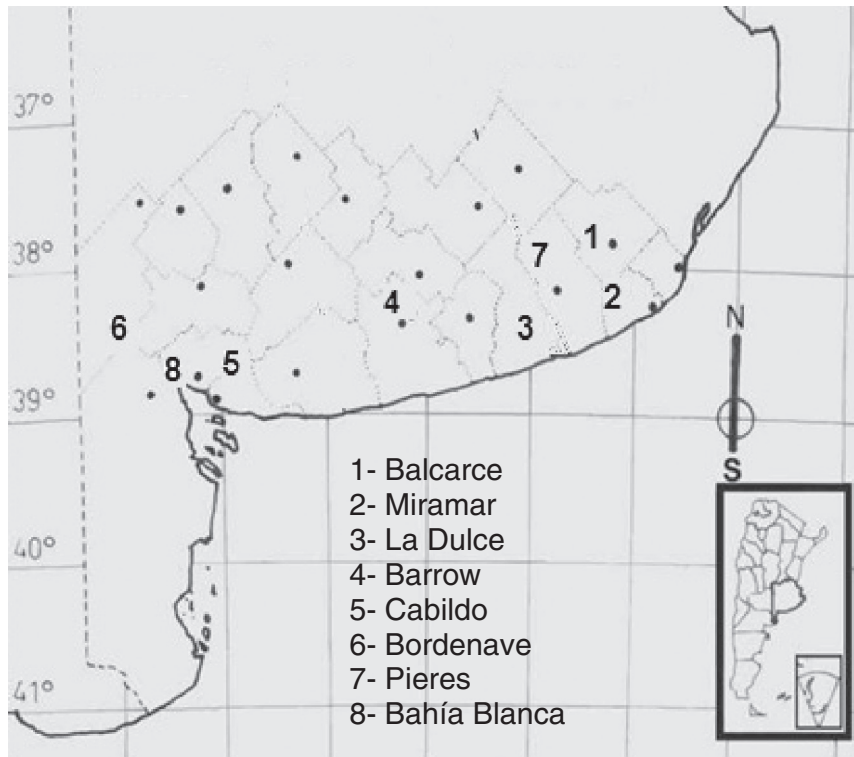 37°
38°
7
1
2
6
4
3
N
8
5
39°
S
1- Balcarce
2- Miramar
3- La Dulce
4- Barrow
5- Cabildo
6- Bordenave
7- Pieres
8- Bahía Blanca
40°
41°